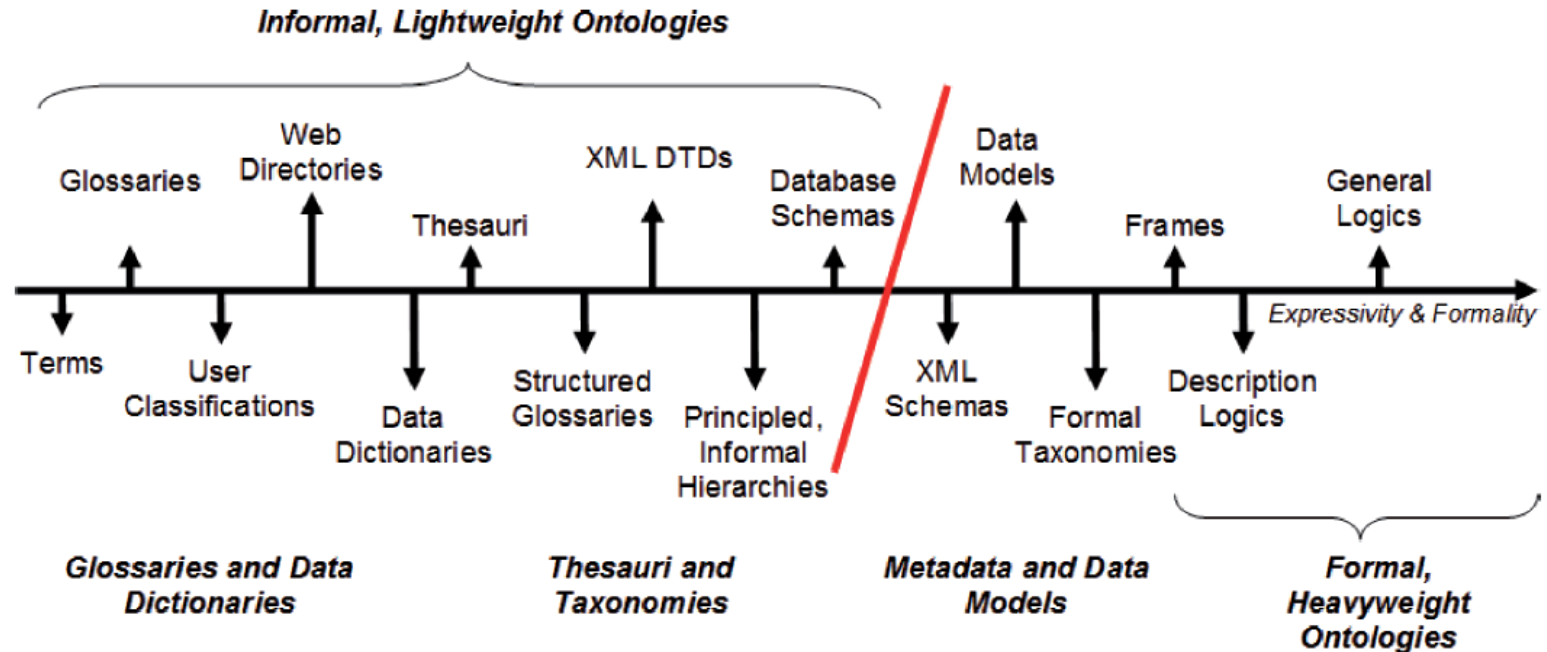 Informal, Lightweight Ontologies
Web
Directories
Glossaries
Thesauri
XML DTDs
Database
Schemas
Data
Models
Frames
General
Logics
Expressivity & Formality
Terms
User
Classifications
Data
Dictionaries
Structured
Glossaries
Principled,
Informal
Hierarchies
XML
Schemas
Formal
Taxonomies
Description
Logics
Glossaries and Data
Dictionaries
Thesauri and
Taxonomies
Metadata and Data
Models
Formal,
Heavyweight
Ontologies